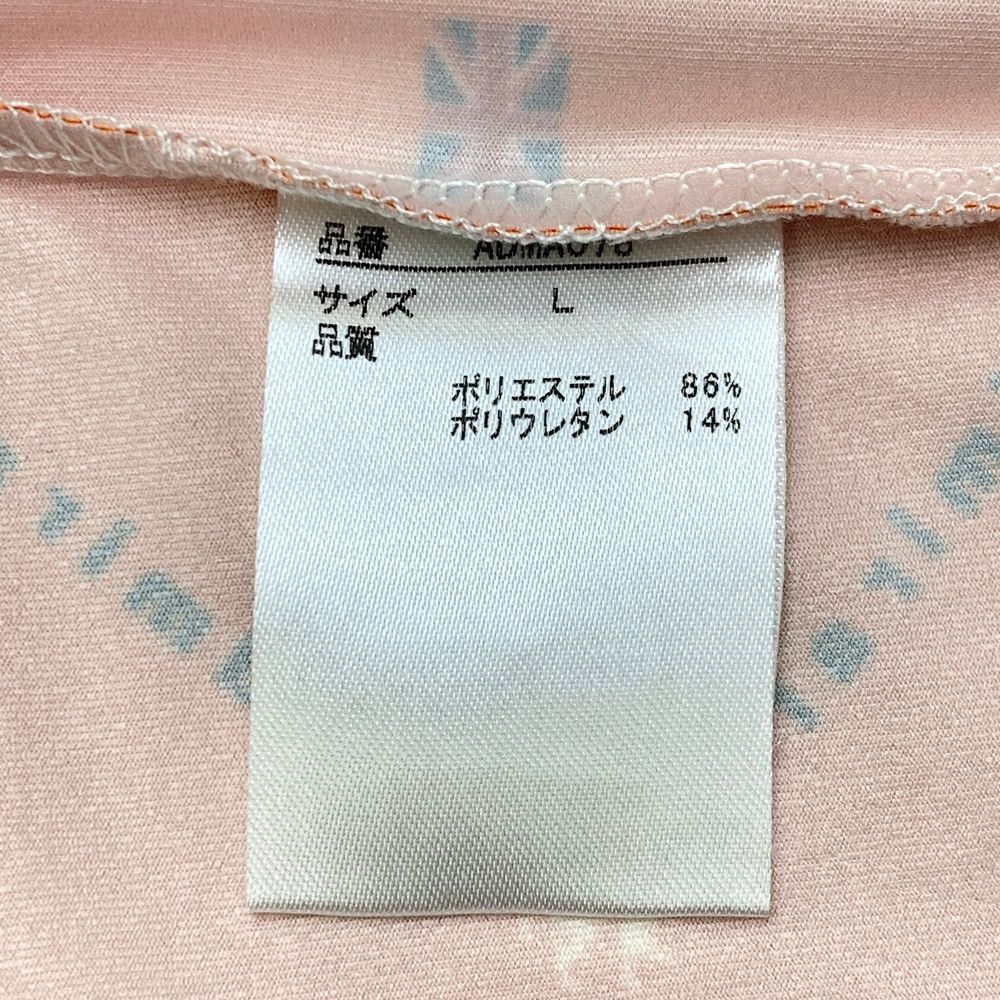 品番
サイズ L
品質
ポリエステル 86%
ポリウレタン 14%